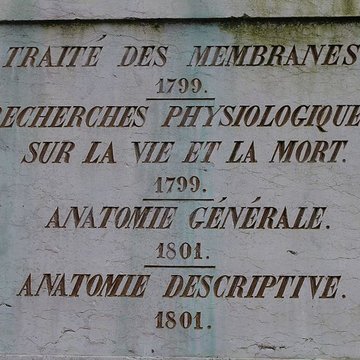 TRAITÉ DES MEMBRANES
1799.
RECHERCHES PHYSIOLOGIQUE
SUR LA VIE ET LA MORT.
1799.
ANATOMIE GÉNÉRALE.
1801.
ANATOMIE DESCRIPTIVE.
1801.